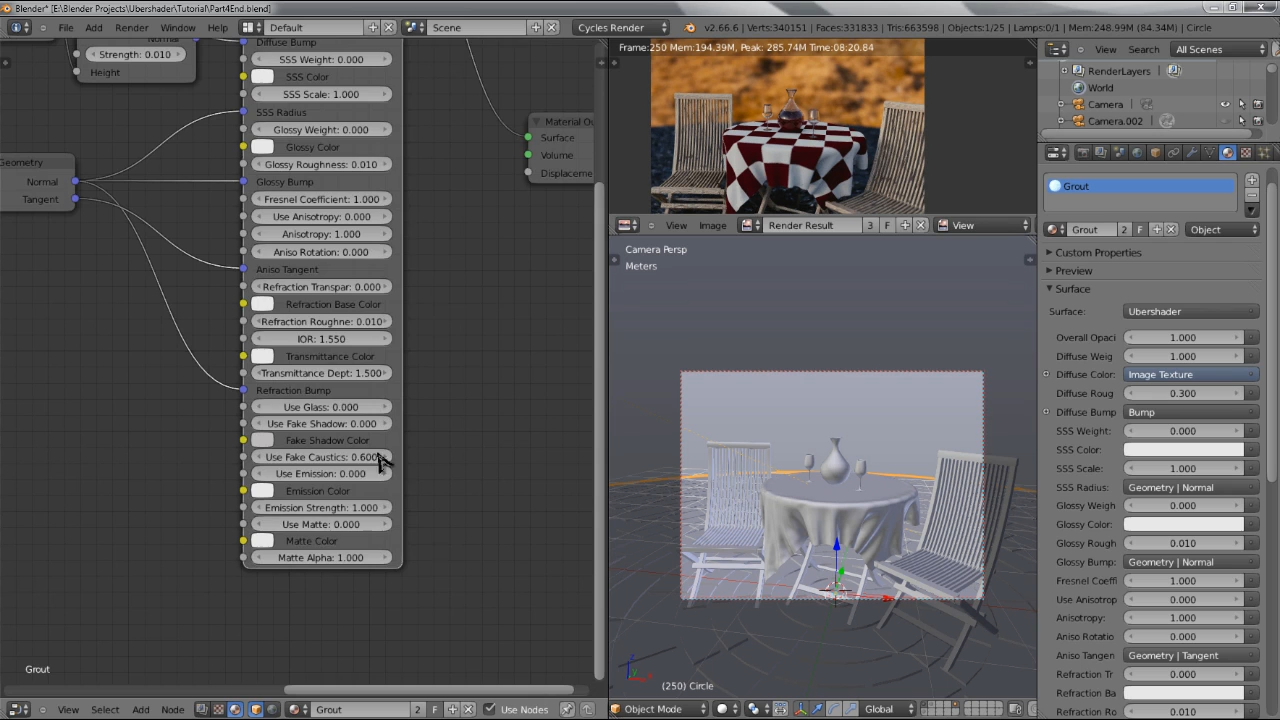 Blender* [E:\Blender Projects\Ubershader\Tutorial\Part4End.blend]
File Add Render Window Help Default Scene Cycles Render v2.66.6 | Verts:340151 | Faces:331833 | Tris:663598 | Objects:1/25 | Lamps:0/1 | Mem:248.99M (84.34M) | Circle
Normal
Strength: 0.010
Height
Geometry
Normal
Tangent
Diffuse Bump
SSS Weight: 0.000
SSS Color
SSS Scale: 1.000
SSS Radius
Glossy Weight: 0.000
Glossy Color
Glossy Roughness: 0.010
Glossy Bump
Fresnel Coefficient: 1.000
Use Anisotropy: 0.000
Anisotropy: 1.000
Aniso Rotation: 0.000
Aniso Tangent
Refraction Transpar: 0.000
Refraction Base Color
Refraction Roughne: 0.010
IOR: 1.550
Transmittance Color
Transmittance Dept: 1.500
Refraction Bump
Use Glass: 0.000
Use Fake Shadow: 0.000
Fake Shadow Color
Use Fake Caustics: 0.600
Use Emission: 0.000
Emission Color
Emission Strength: 1.000
Use Matte: 0.000
Matte Color
Matte Alpha: 1.000
Material Ou
Surface
Volume
Displaceme
Grout
View Select Add Node Grout 2 F Use Nodes
Frame:250 Mem:194.39M, Peak: 285.74M Time:08:20.84
View Image Render Result 3 F View
Camera Persp
Meters
(250) Circle
Object Mode Global
View Search All Scenes
RenderLayers
World
Camera
Camera.002
Grout
Grout 2 F Object
Custom Properties
Preview
Surface
Surface: Ubershader
Overall Opaci 1.000
Diffuse Weig 1.000
Diffuse Color: Image Texture
Diffuse Roug 0.300
Diffuse Bump Bump
SSS Weight: 0.000
SSS Color:
SSS Scale: 1.000
SSS Radius: Geometry | Normal
Glossy Weigh 0.000
Glossy Color:
Glossy Rough 0.010
Glossy Bump: Geometry | Normal
Fresnel Coeffi 1.000
Use Anisotrop 0.000
Anisotropy: 1.000
Aniso Ratatio 0.000
Aniso Tangen Geometry | Tangent
Refraction Tr 0.000
Refraction Ba
Refraction Ro 0.010